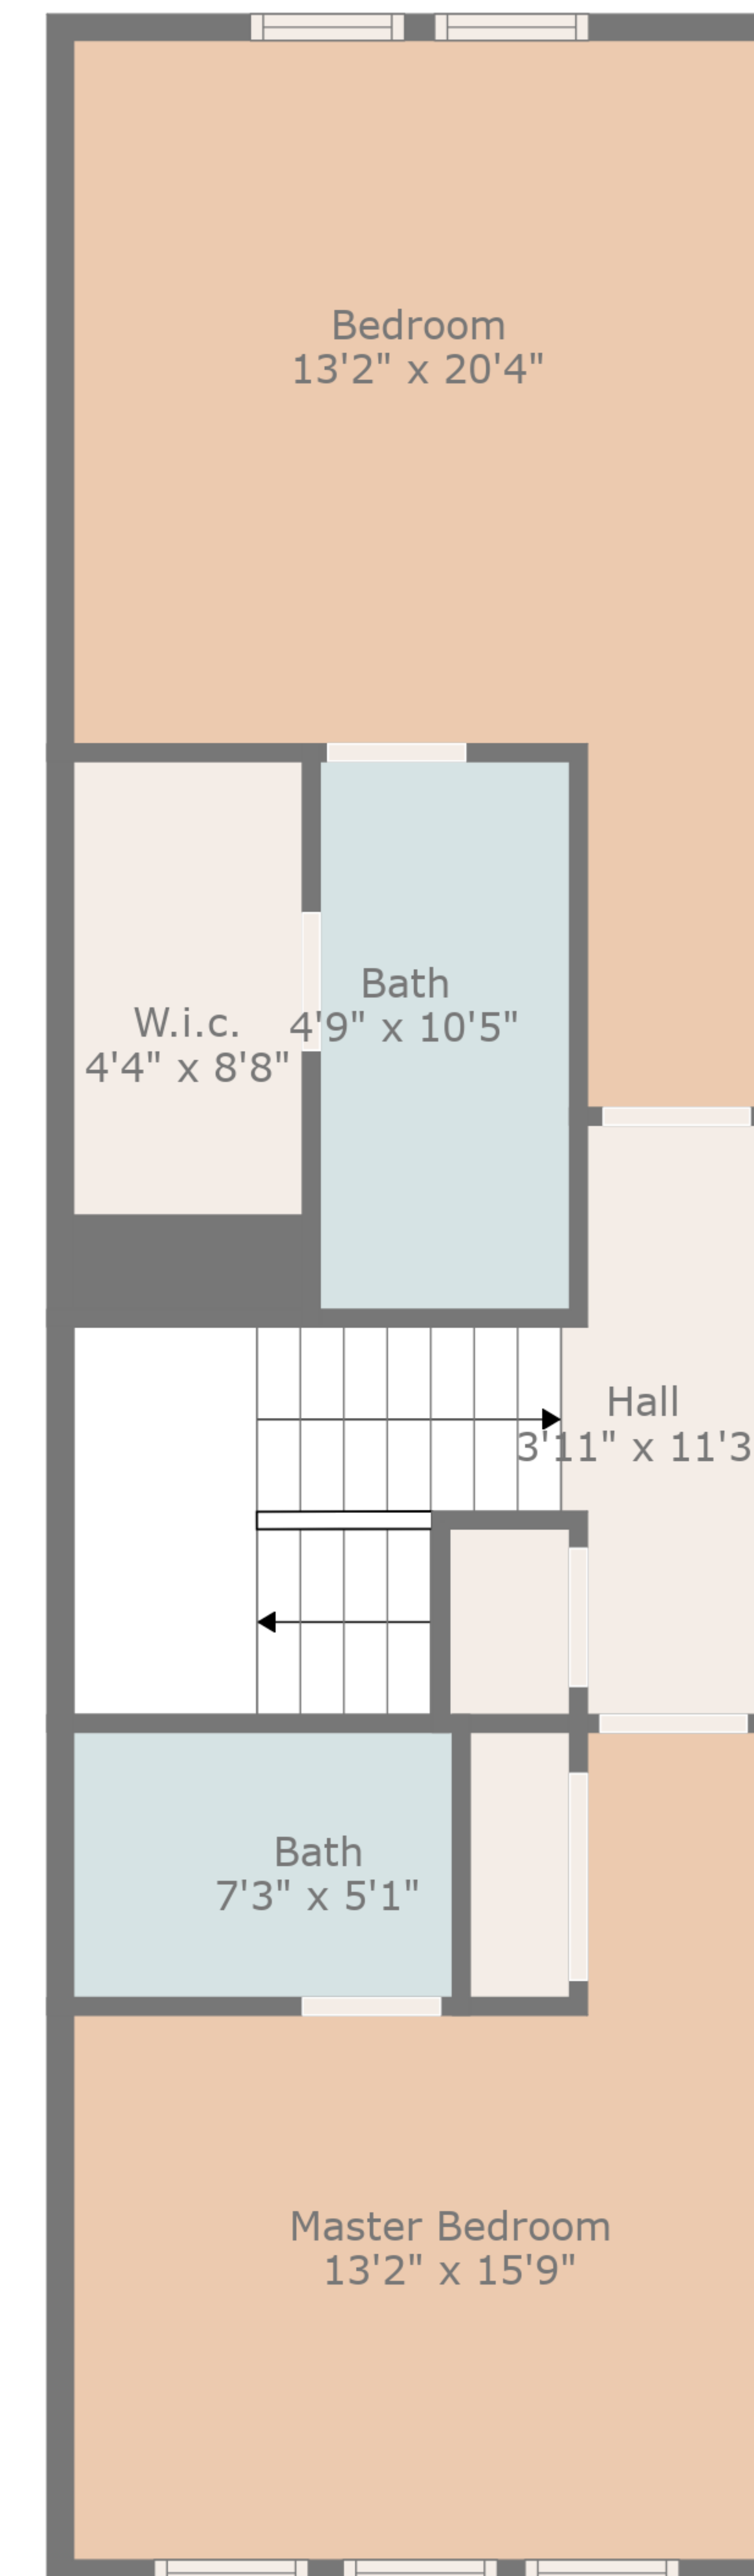 Bedroom
13'2" x 20'4"
Bath
4'9" x 10'5"
W.i.c.
4'4" x 8'8"
Hall
3'11" x 11'3
Bath
7'3" x 5'1"
Master Bedroom
13'2" x 15'9"